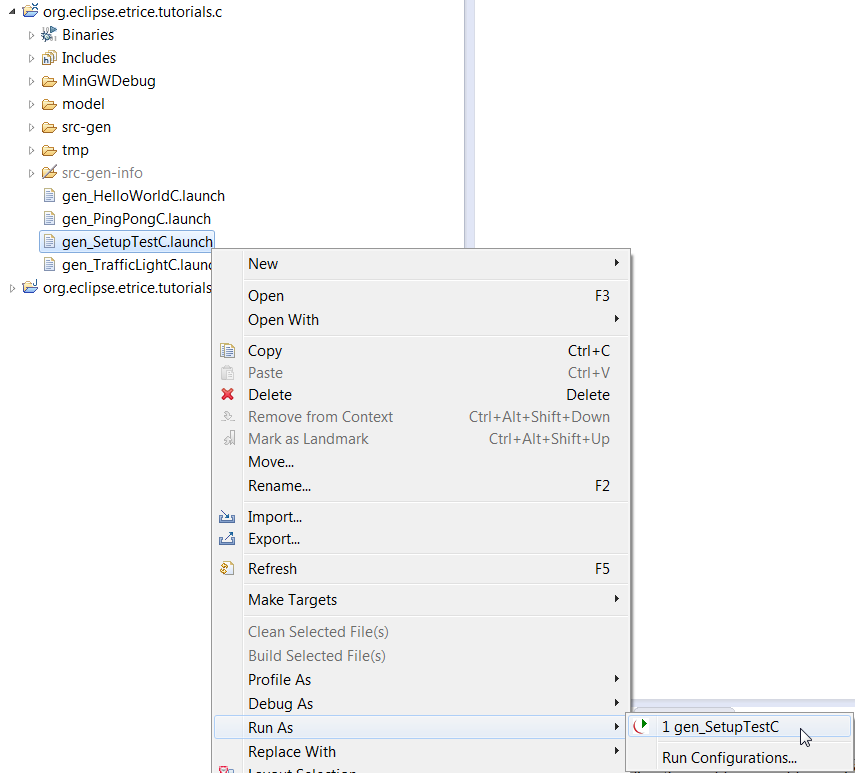 org.eclipse.etrice.tutorials.c
Binaries
Includes
MinGWDebug
model
src-gen
tmp
src-gen-info
gen_HelloWorldC.launch
gen_PingPongC.launch
gen_SetupTestC.launch
gen_TrafficLightC.laun
org.eclipse.etrice.tutorials
New
Open F3
Open With
Copy Ctrl+C
Paste Ctrl+V
Delete Delete
Remove from Context Ctrl+Alt+Shift+Down
Mark as Landmark Ctrl+Alt+Shift+Up
Move...
Rename... F2
Import...
Export...
Refresh F5
Make Targets
Clean Selected File(s)
Build Selected File(s)
Profile As
Debug As
Run As
1 gen_SetupTestC
Replace With
Run Configurations...
Layout Selection